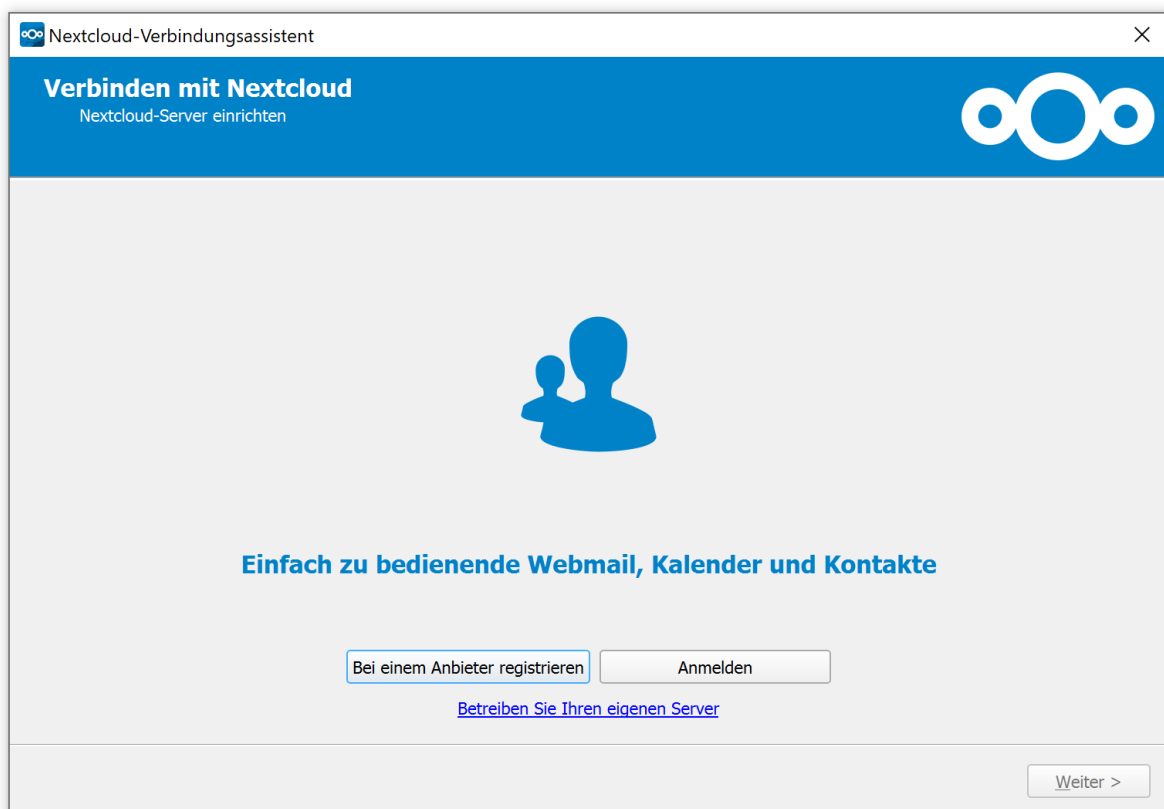 Nextcloud-Verbindungsassistent
Verbinden mit Nextcloud
Nextcloud-Server einrichten
Einfach zu bedienende Webmail, Kalender und Kontakte
Bei einem Anbieter registrieren
Anmelden
Betreiben Sie Ihren eigenen Server
Weiter >